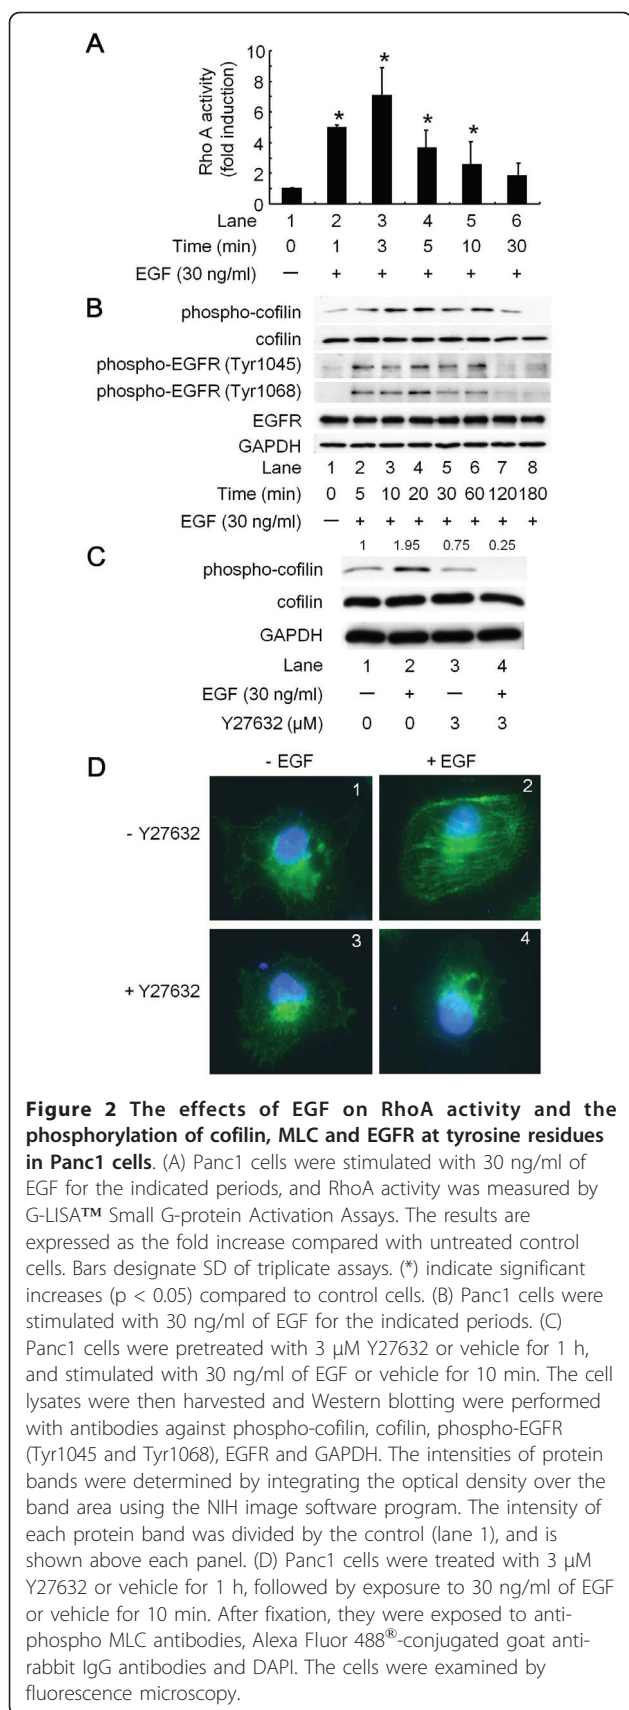 A
10
8
6
4
2
0
Rho A activity
(fold induction)
* * * *
Lane 1 2 3 4 5 6
Time (min) 0 1 3 5 10 30
EGF (30 ng/ml) — + + + + +
B
phospho-cofilin
cofilin
phospho-EGFR (Tyr1045)
phospho-EGFR (Tyr1068)
EGFR
GAPDH
Lane 1 2 3 4 5 6 7 8
Time (min) 0 5 10 20 30 60 120 180
EGF (30 ng/ml) — + + + + + + +
C
1 1.95 0.75 0.25
phospho-cofilin
cofilin
GAPDH
Lane 1 2 3 4
EGF (30 ng/ml) — + — +
Y27632 (µM) 0 0 3 3
D
- EGF + EGF
- Y27632 1 2
+ Y27632 3 4
Figure 2 The effects of EGF on RhoA activity and the
phosphorylation of cofilin, MLC and EGFR at tyrosine residues
in Panc1 cells. (A) Panc1 cells were stimulated with 30 ng/ml of
EGF for the indicated periods, and RhoA activity was measured by
G-LISA™ Small G-protein Activation Assays. The results are
expressed as the fold increase compared with untreated control
cells. Bars designate SD of triplicate assays. (*) indicate significant
increases (p < 0.05) compared to control cells. (B) Panc1 cells were
stimulated with 30 ng/ml of EGF for the indicated periods. (C)
Panc1 cells were pretreated with 3 µM Y27632 or vehicle for 1 h,
and stimulated with 30 ng/ml of EGF or vehicle for 10 min. The cell
lysates were then harvested and Western blotting were performed
with antibodies against phospho-cofilin, cofilin, phospho-EGFR
(Tyr1045 and Tyr1068), EGFR and GAPDH. The intensities of protein
bands were determined by integrating the optical density over the
band area using the NIH image software program. The intensity of
each protein band was divided by the control (lane 1), and is
shown above each panel. (D) Panc1 cells were treated with 3 µM
Y27632 or vehicle for 1 h, followed by exposure to 30 ng/ml of EGF
or vehicle for 10 min. After fixation, they were exposed to anti-
phospho MLC antibodies, Alexa Fluor 488®-conjugated goat anti-
rabbit IgG antibodies and DAPI. The cells were examined by
fluorescence microscopy.